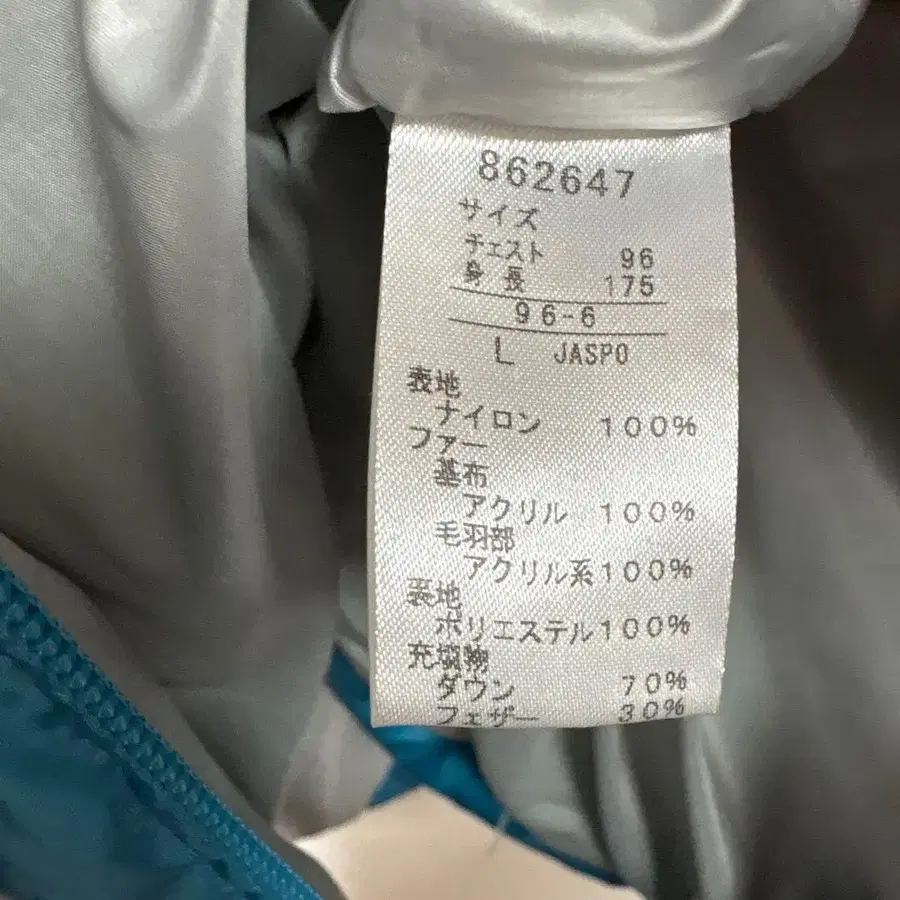 862647
サイズ
チェスト 96
身長 175
96-6
L JASPO
表地
ナイロン 100%
ファー
基布
アクリル 100%
毛羽部
アクリル系100%
裏地
ポリエステル100%
充填物
ダウン 70%
フェザー 30%